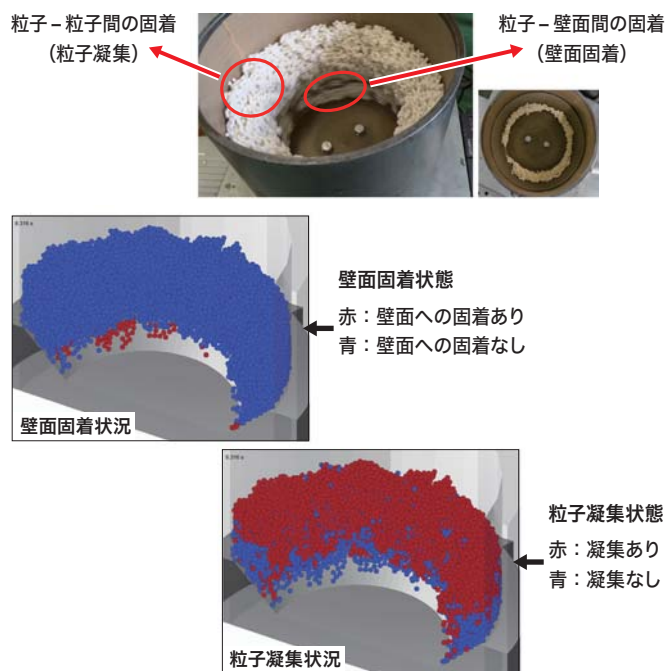 粒子－粒子間の固着
（粒子凝集）
粒子－壁面間の固着
（壁面固着）
壁面固着状態
赤：壁面への固着あり
青：壁面への固着なし
壁面固着状況
粒子凝集状態
赤：凝集あり
青：凝集なし
粒子凝集状況